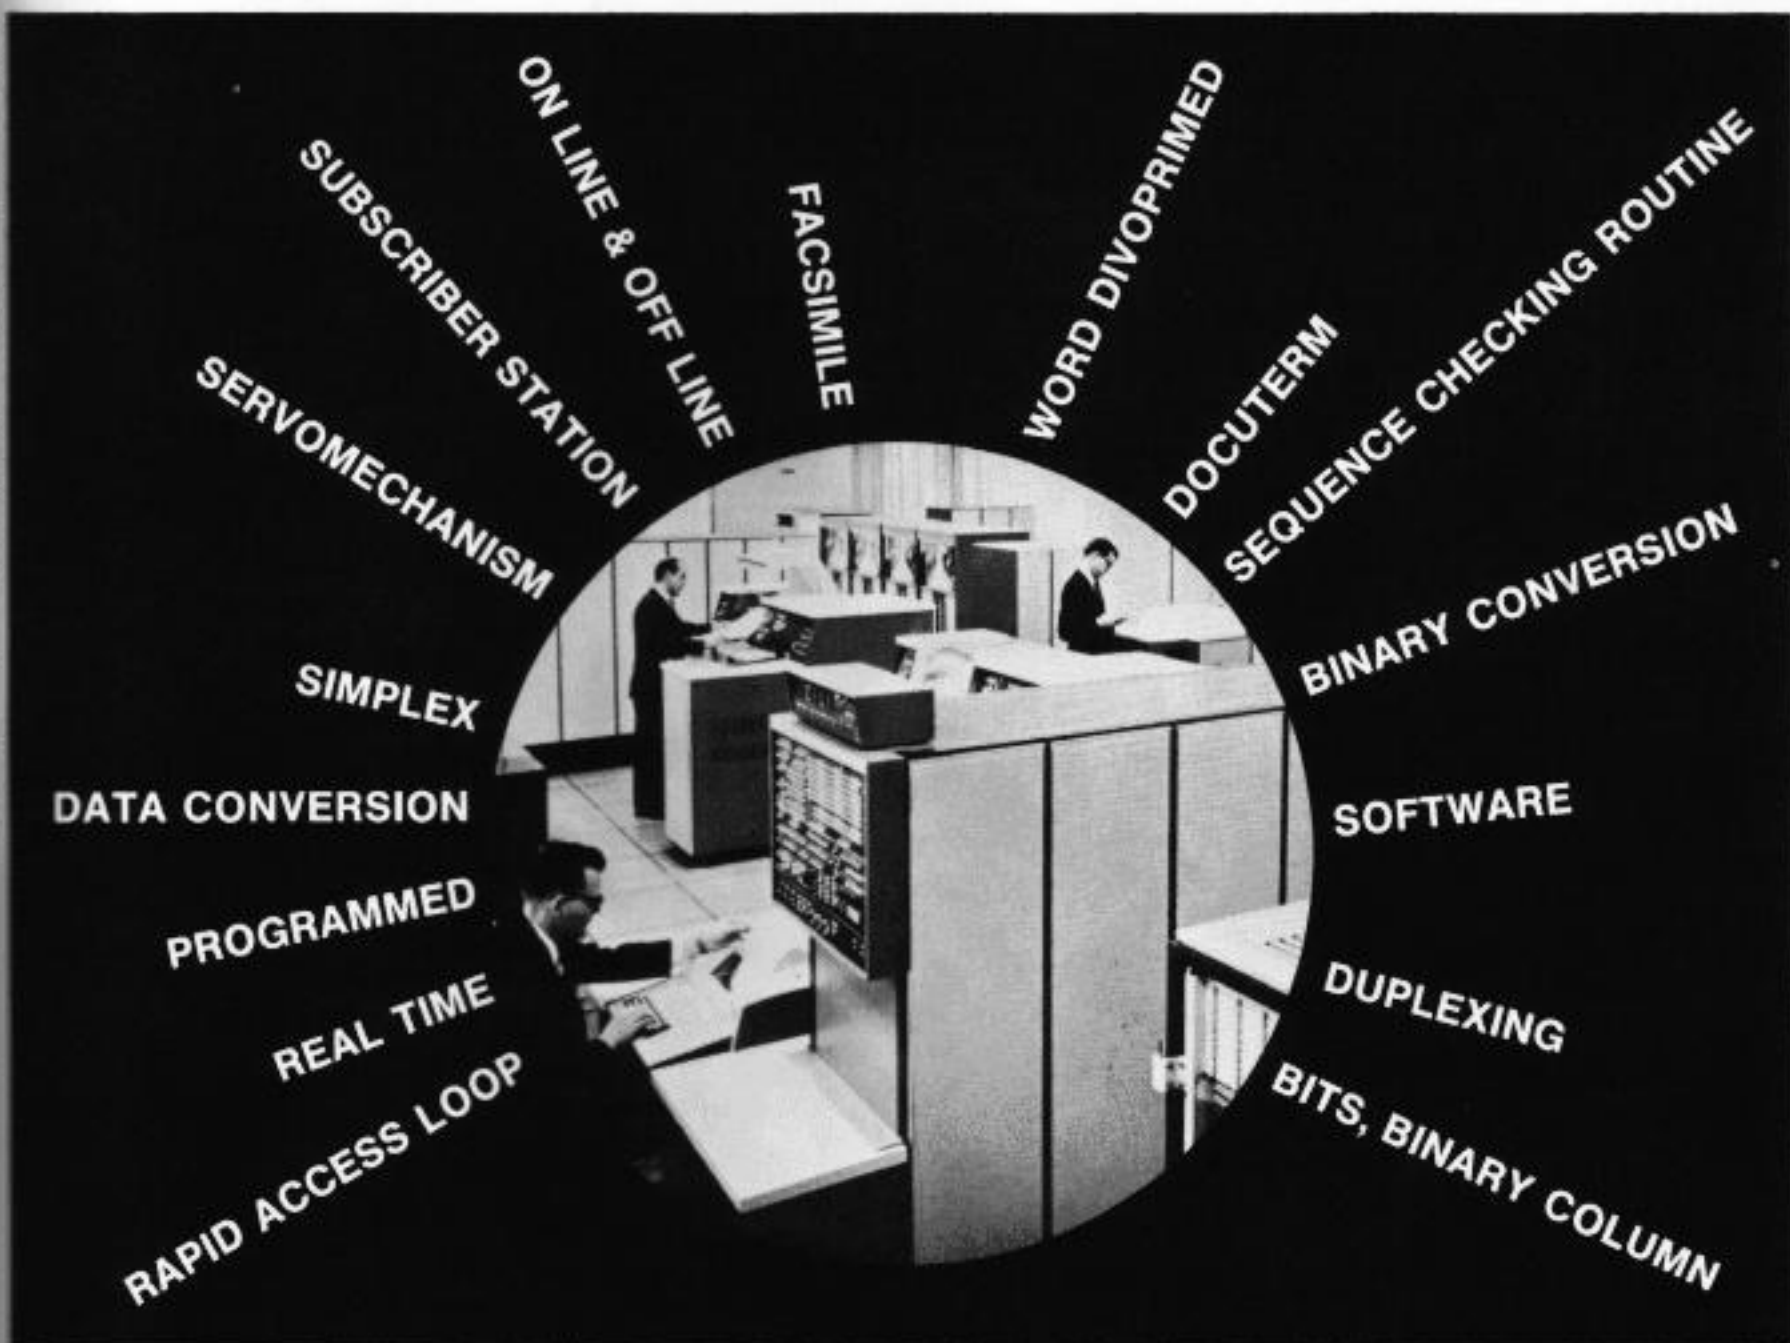 RAPID ACCESS LOOP
REAL TIME
PROGRAMMED
DATA CONVERSION
SIMPLEX
SERVOMECHANISM
SUBSCRIBER STATION
ON LINE & OFF LINE
FACSIMILE
WORD DIVOPRIMED
DOCUTERM
SEQUENCE CHECKING ROUTINE
BINARY CONVERSION
SOFTWARE
DUPLEXING
BITS, BINARY COLUMN